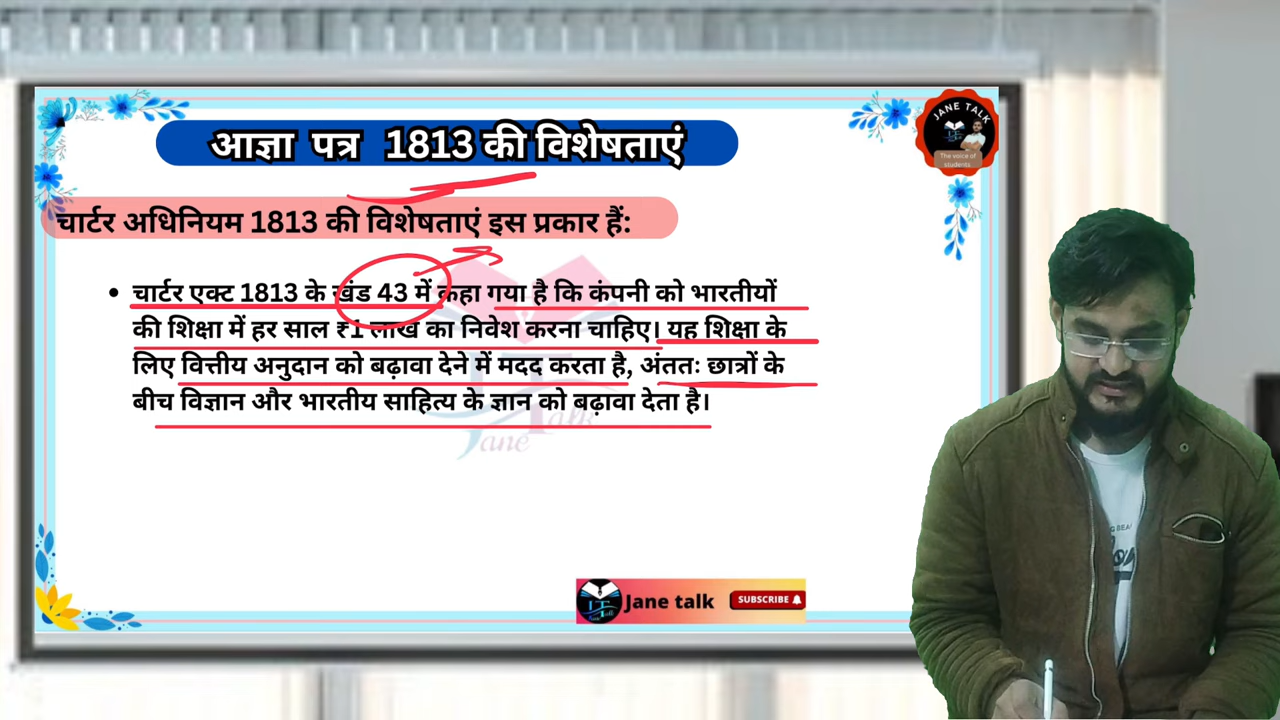 आज्ञा पत्र 1813 की विशेषताएं
JANE TALK
The voice of
students
चार्टर अधिनियम 1813 की विशेषताएं इस प्रकार हैं:
• चार्टर एक्ट 1813 के खंड 43 में कहा गया है कि कंपनी को भारतीयों
की शिक्षा में हर साल ₹1 लाख का निवेश करना चाहिए। यह शिक्षा के
लिए वित्तीय अनुदान को बढ़ावा देने में मदद करता है, अंततः छात्रों के
बीच विज्ञान और भारतीय साहित्य के ज्ञान को बढ़ावा देता है।
Jane Talk
Jane talk
SUBSCRIBE